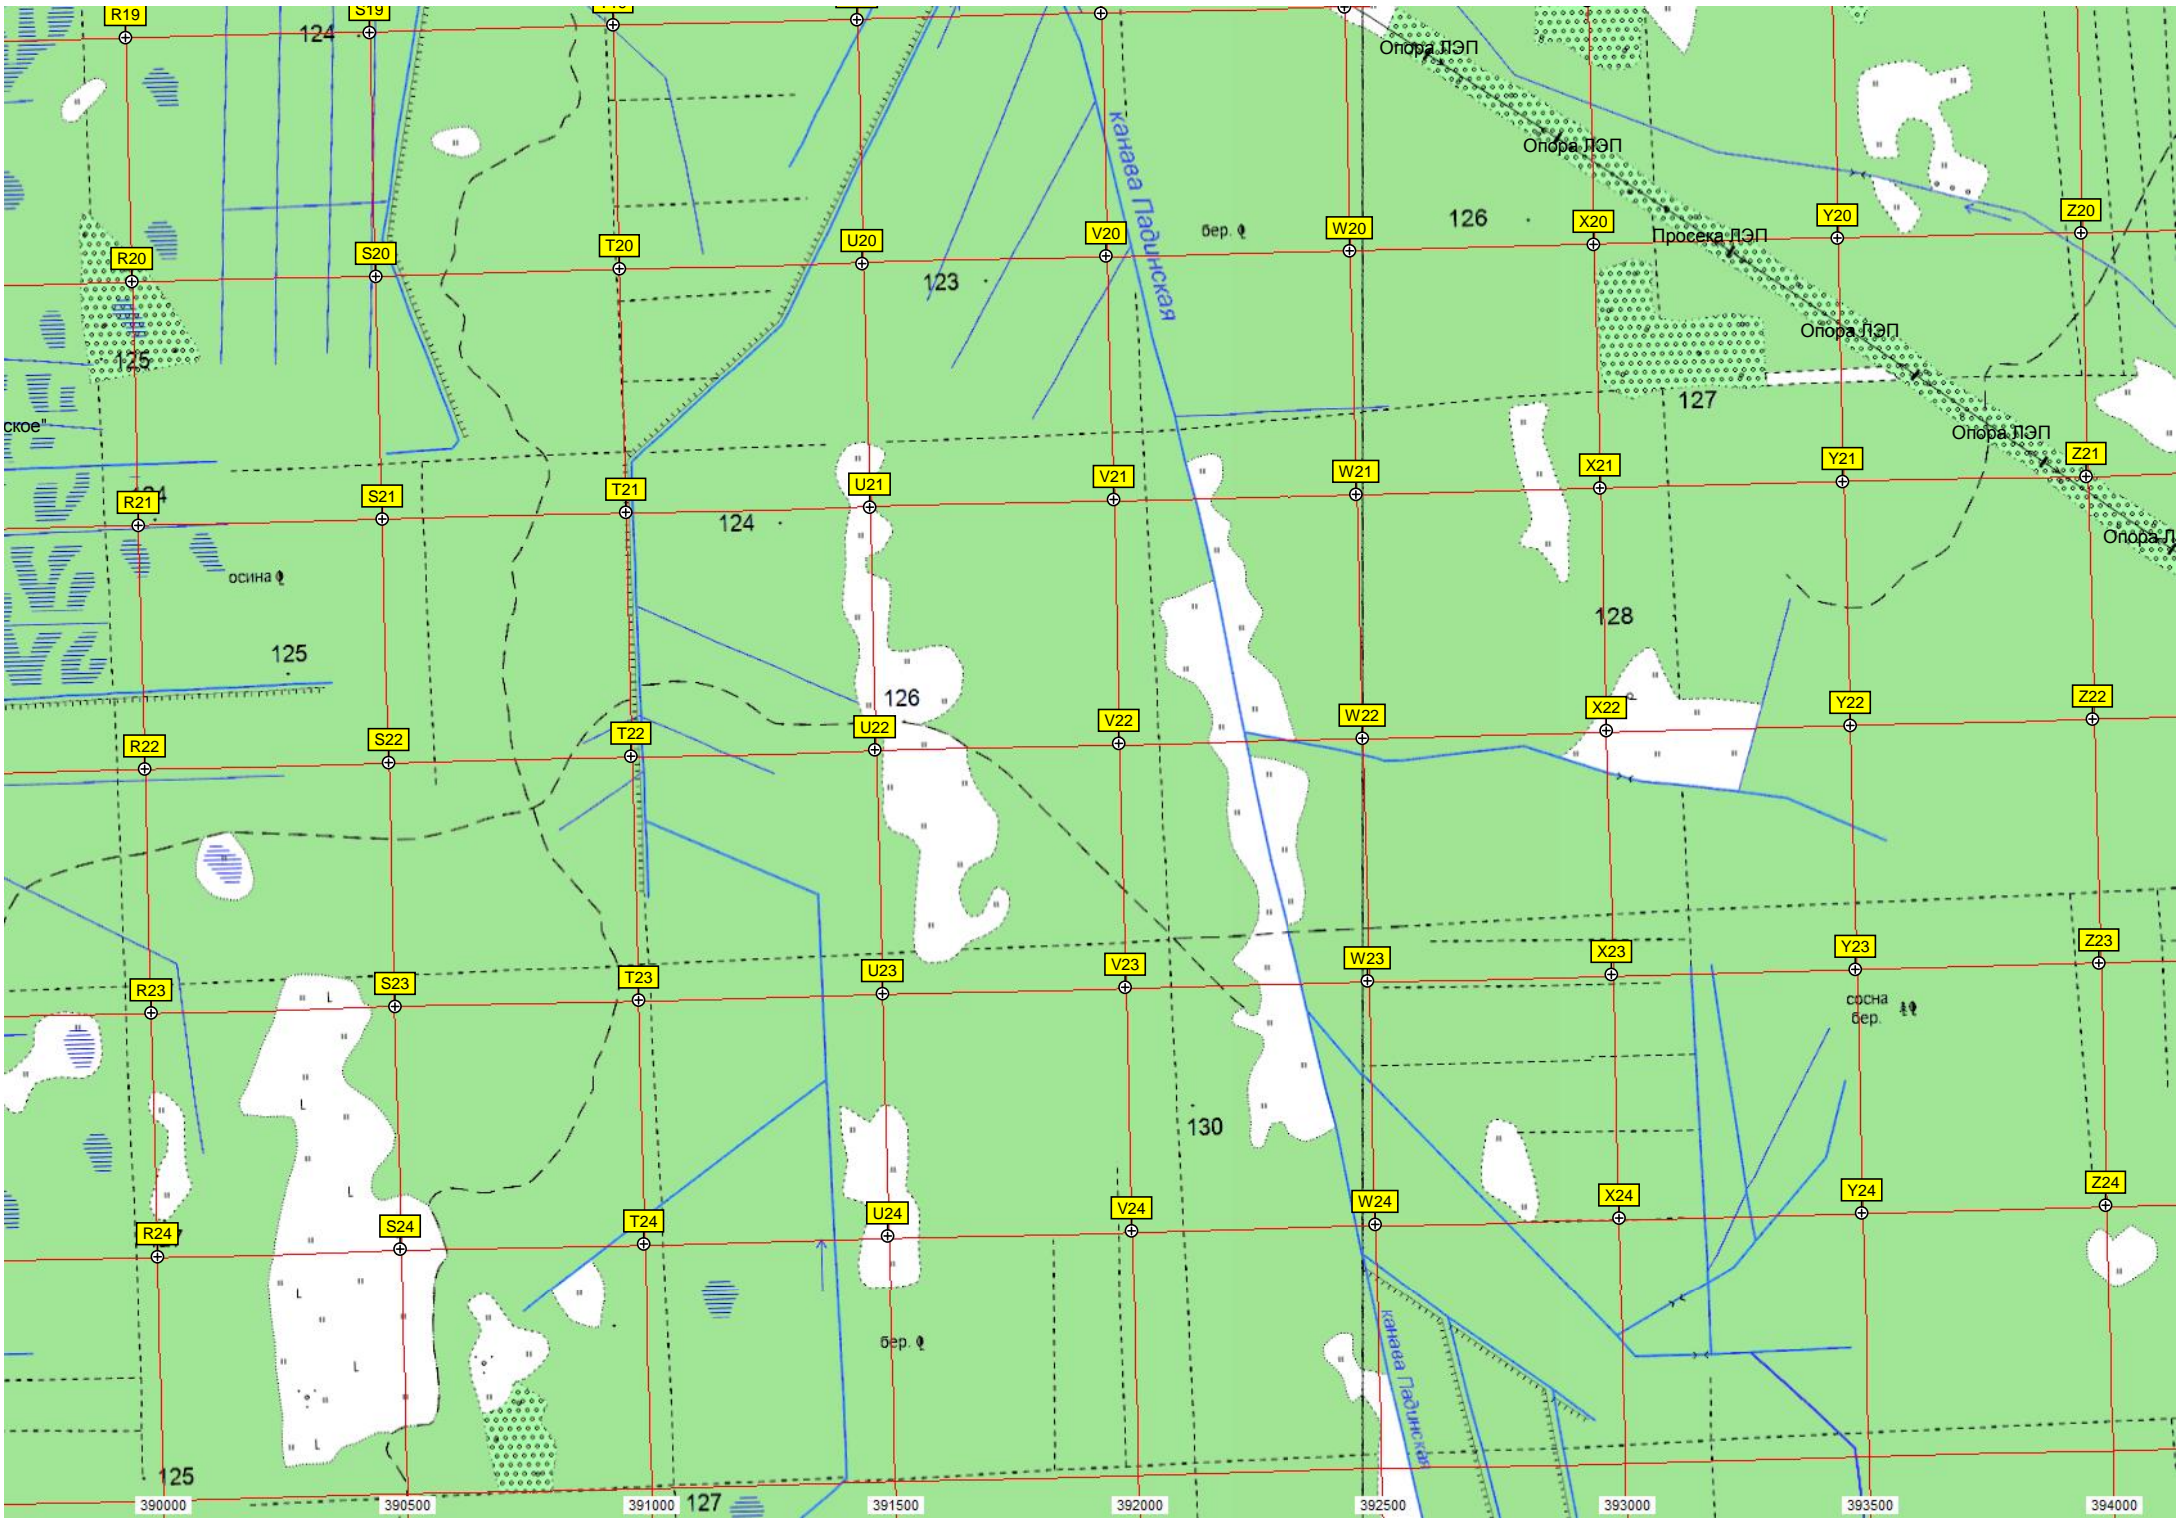 R19
S19
124
Опора ЛЭП
Опора ЛЭП
канава Падинская
R20
S20
T20
U20
V20
бер.
W20
126
X20
Просека ЛЭП
Y20
Z20
123
125
Опора ЛЭП
127
ское"
Опора ЛЭП
R21
S21
T21
U21
V21
W21
X21
Y21
Z21
124
Опора Л
осина
128
125
126
R22
S22
T22
U22
V22
W22
X22
Y22
Z22
R23
S23
T23
U23
V23
W23
X23
Y23
Z23
сосна
бер.
130
R24
S24
T24
U24
V24
W24
X24
Y24
Z24
бер.
канава Падинская
125
127
390000
390500
391000
391500
392000
392500
393000
393500
394000